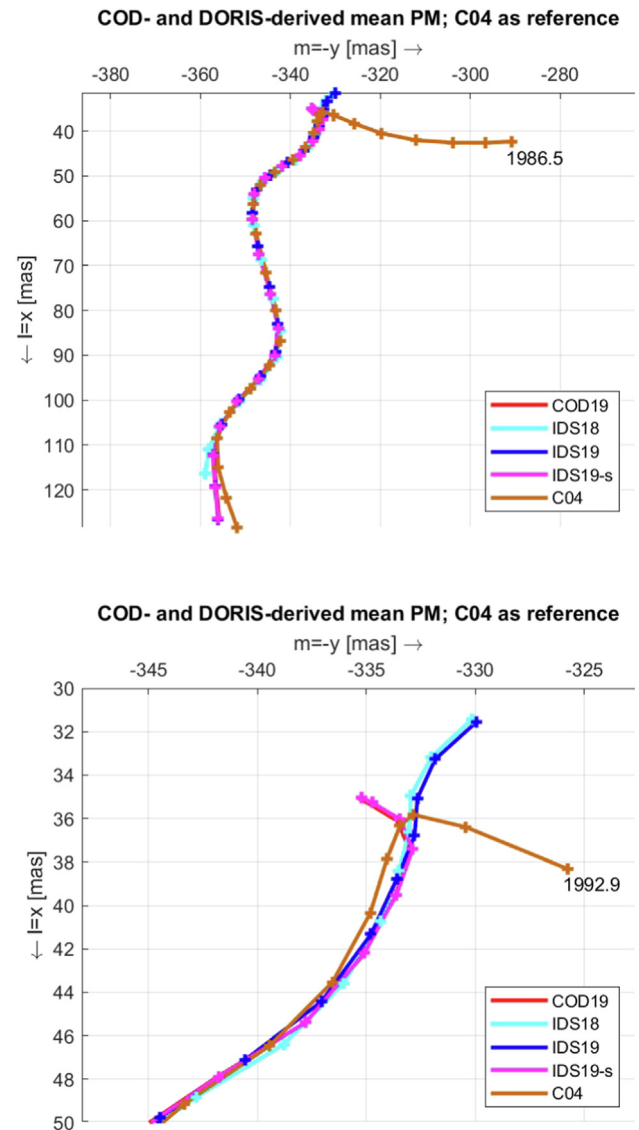 COD- and DORIS-derived mean PM; C04 as reference
m=-y [mas] →
-380 -360 -340 -320 -300 -280
40
50
60
70
80
90
100
110
120
← l=x [mas]
1986.5
COD19
IDS18
IDS19
IDS19-s
C04
COD- and DORIS-derived mean PM; C04 as reference
m=-y [mas] →
-345 -340 -335 -330 -325
30
32
34
36
38
40
42
44
46
48
50
← l=x [mas]
1992.9
COD19
IDS18
IDS19
IDS19-s
C04